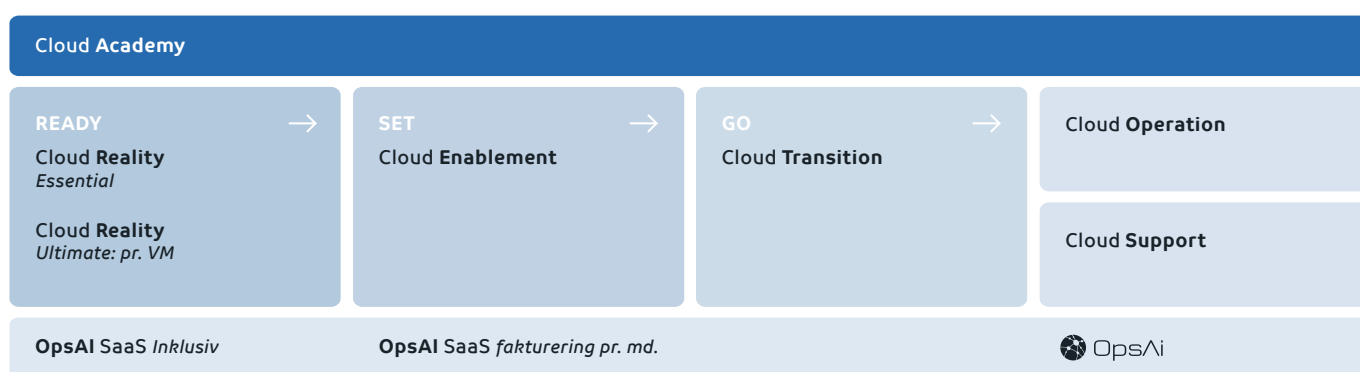 Cloud Academy
READY
Cloud Reality
Essential
Cloud Reality
Ultimate: pr. VM
SET
Cloud Enablement
GO
Cloud Transition
Cloud Operation
Cloud Support
OpsAI SaaS Inklusiv
OpsAI SaaS fakturering pr. md.
OpsAi